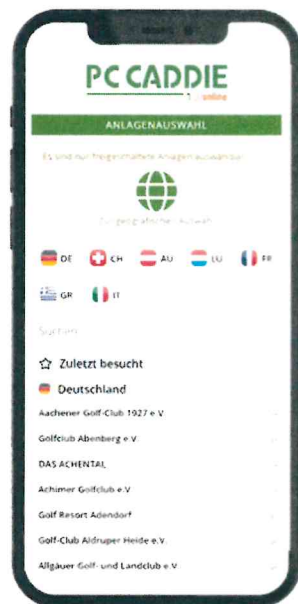 PC CADDIE
online
ANLAGENAUSWAHL
Es sind nur freigeschaltete Anlagen auswählbar
Zur geografischen Auswahl
DE CH AU LU FR
GR IT
Suchen
Zuletzt besucht
Deutschland
Aachener Golf-Club 1927 e.V.
Golfclub Abenberg e.V.
DAS ACHENTAL
Achimer Golfclub e.V.
Golf Resort Adendorf
Golf-Club Aldruper Heide e.V.
Allgäuer Golf- und Landclub e.V.